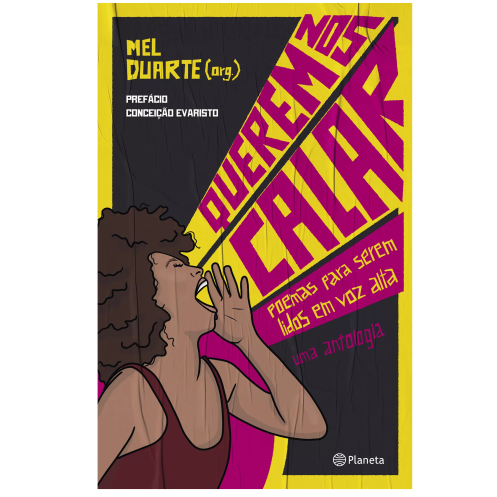 MEL
DUARTE (org.)
PREFÁCIO
CONCEIÇÃO EVARISTO
QUEREM NOS
CALAR
poemas para serem
lidos em voz alta
uma antologia
Planeta